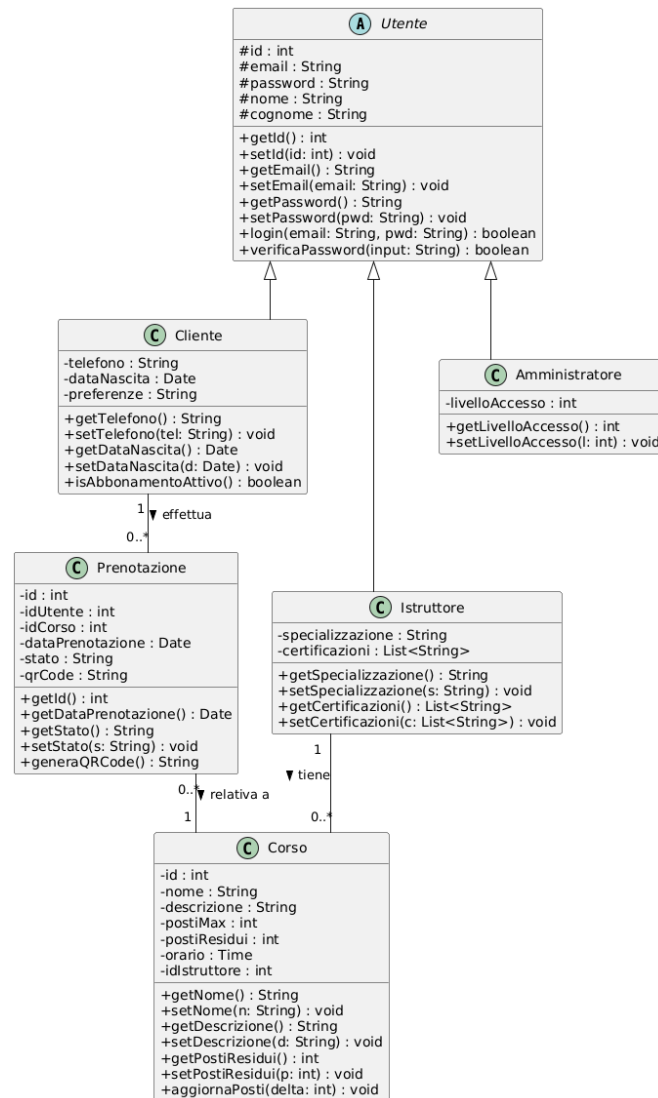 A Utente
#id : int
#email : String
#password : String
#nome : String
#cognome : String
+getId() : int
+setId(id: int) : void
+getEmail() : String
+setEmail(email: String) : void
+getPassword() : String
+setPassword(pwd: String) : void
+login(email: String, pwd: String) : boolean
+verificaPassword(input: String) : boolean
C Cliente
-telefono : String
-dataNascita : Date
-preferenze : String
+getTelefono() : String
+setTelefono(tel: String) : void
+getDataNascita() : Date
+setDataNascita(d: Date) : void
+isAbbonamentoAttivo() : boolean
C Amministratore
-livelloAccesso : int
+getLivelloAccesso() : int
+setLivelloAccesso(l: int) : void
1
effettua
0..*
C Prenotazione
-id : int
-idUtente : int
-idCorso : int
-dataPrenotazione : Date
-stato : String
-qrCode : String
+getId() : int
+getDataPrenotazione() : Date
+getStato() : String
+setStato(s: String) : void
+generaQRCode() : String
C Istruttore
-specializzazione : String
-certificazioni : List<String>
+getSpecializzazione() : String
+setSpecializzazione(s: String) : void
+getCertificazioni() : List<String>
+setCertificazioni(c: List<String>) : void
0..*
relativa a
1
1
tiene
0..*
C Corso
-id : int
-nome : String
-descrizione : String
-postiMax : int
-postiResidui : int
-orario : Time
-idIstruttore : int
+getNome() : String
+setNome(n: String) : void
+getDescrizione() : String
+setDescrizione(d: String) : void
+getPostiResidui() : int
+setPostiResidui(p: int) : void
+aggiornaPosti(delta: int) : void